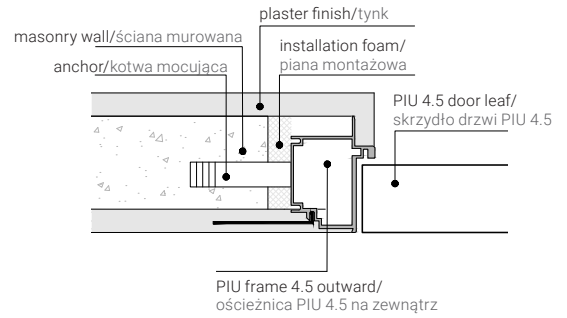 plaster finish/tynk
masonry wall/ściana murowana
installation foam/
piana montażowa
anchor/kotwa mocująca
PIU 4.5 door leaf/
skrzydło drzwi PIU 4.5
PIU frame 4.5 outward/
ościeżnica PIU 4.5 na zewnątrz